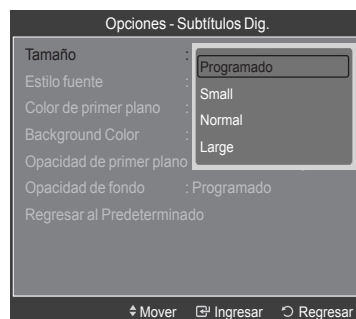 Opciones - Subtítulos Dig.
Tamaño :
Programado
Small
Normal
Large
Estilo fuente :
Color de primer plano :
Background Color :
Opacidad de primer plano
Opacidad de fondo : Programado
Regresar al Predeterminado
Mover Ingresar Regresar